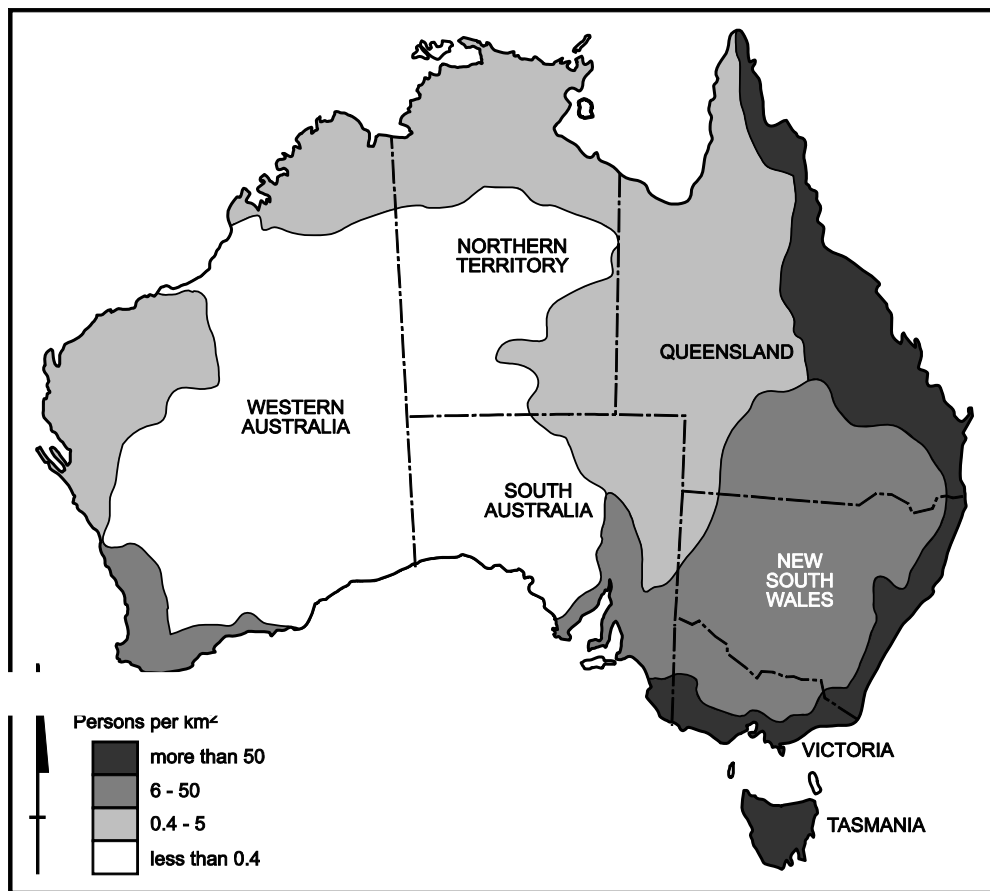 NORTHERN
TERRITORY
QUEENSLAND
WESTERN
AUSTRALIA
SOUTH
AUSTRALIA
NEW
SOUTH
WALES
Persons per km²
more than 50
6 - 50
0.4 - 5
less than 0.4
VICTORIA
TASMANIA